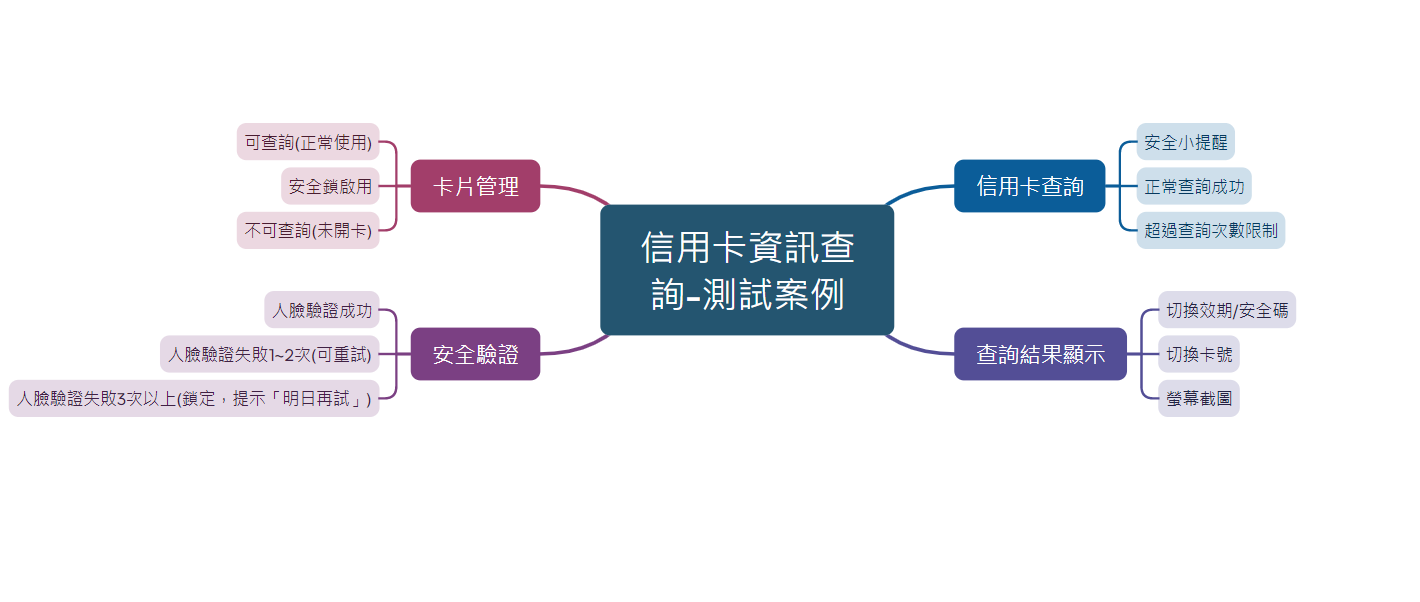 信用卡資訊查
詢-測試案例
信用卡查詢
安全小提醒
正常查詢成功
超過查詢次數限制
查詢結果顯示
切換效期/安全碼
切換卡號
螢幕截圖
卡片管理
可查詢(正常使用)
安全鎖啟用
不可查詢(未開卡)
安全驗證
人臉驗證成功
人臉驗證失敗1~2次(可重試)
人臉驗證失敗3次以上(鎖定，提示「明日再試」)